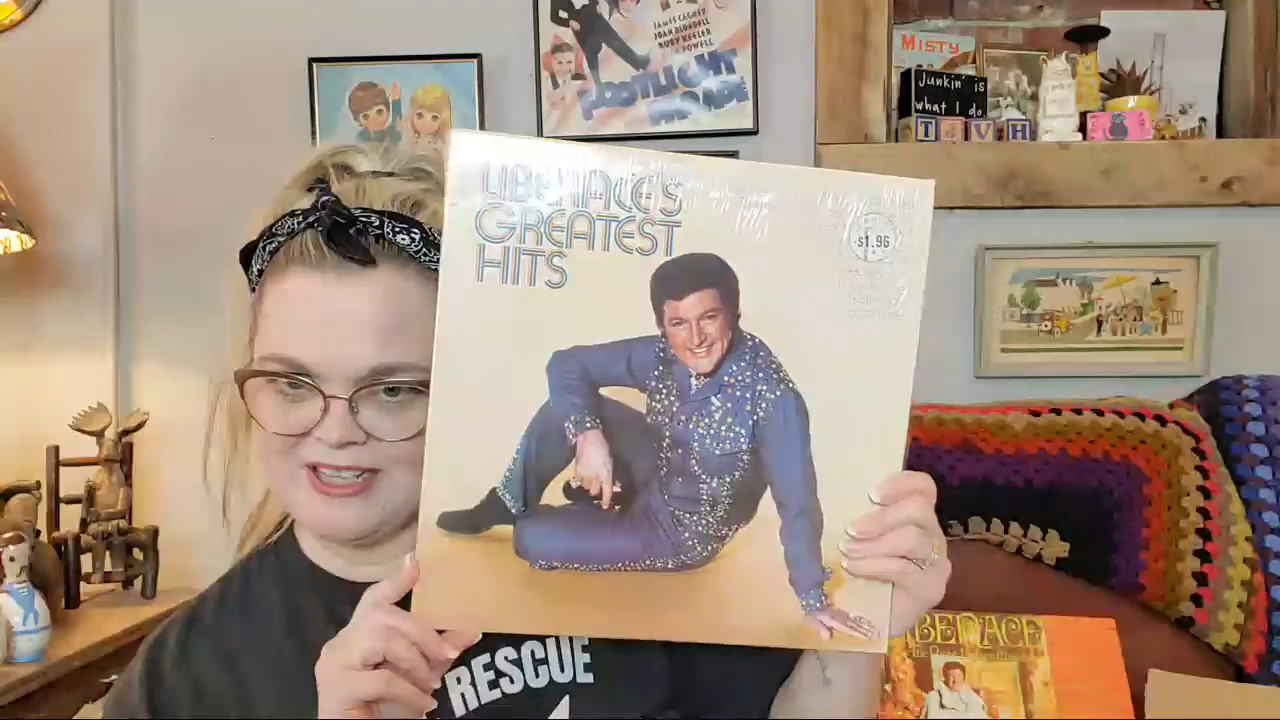 JAMES CAGNEY
JOAN BLONDELL
RUBY KEELER
POWELL
FOOTLIGHT
PARADE
MISTY
Junkin' is
what I do.
T V H
LIBERACE'S
GREATEST
HITS
$1.96
RESCUE
LIBERACE